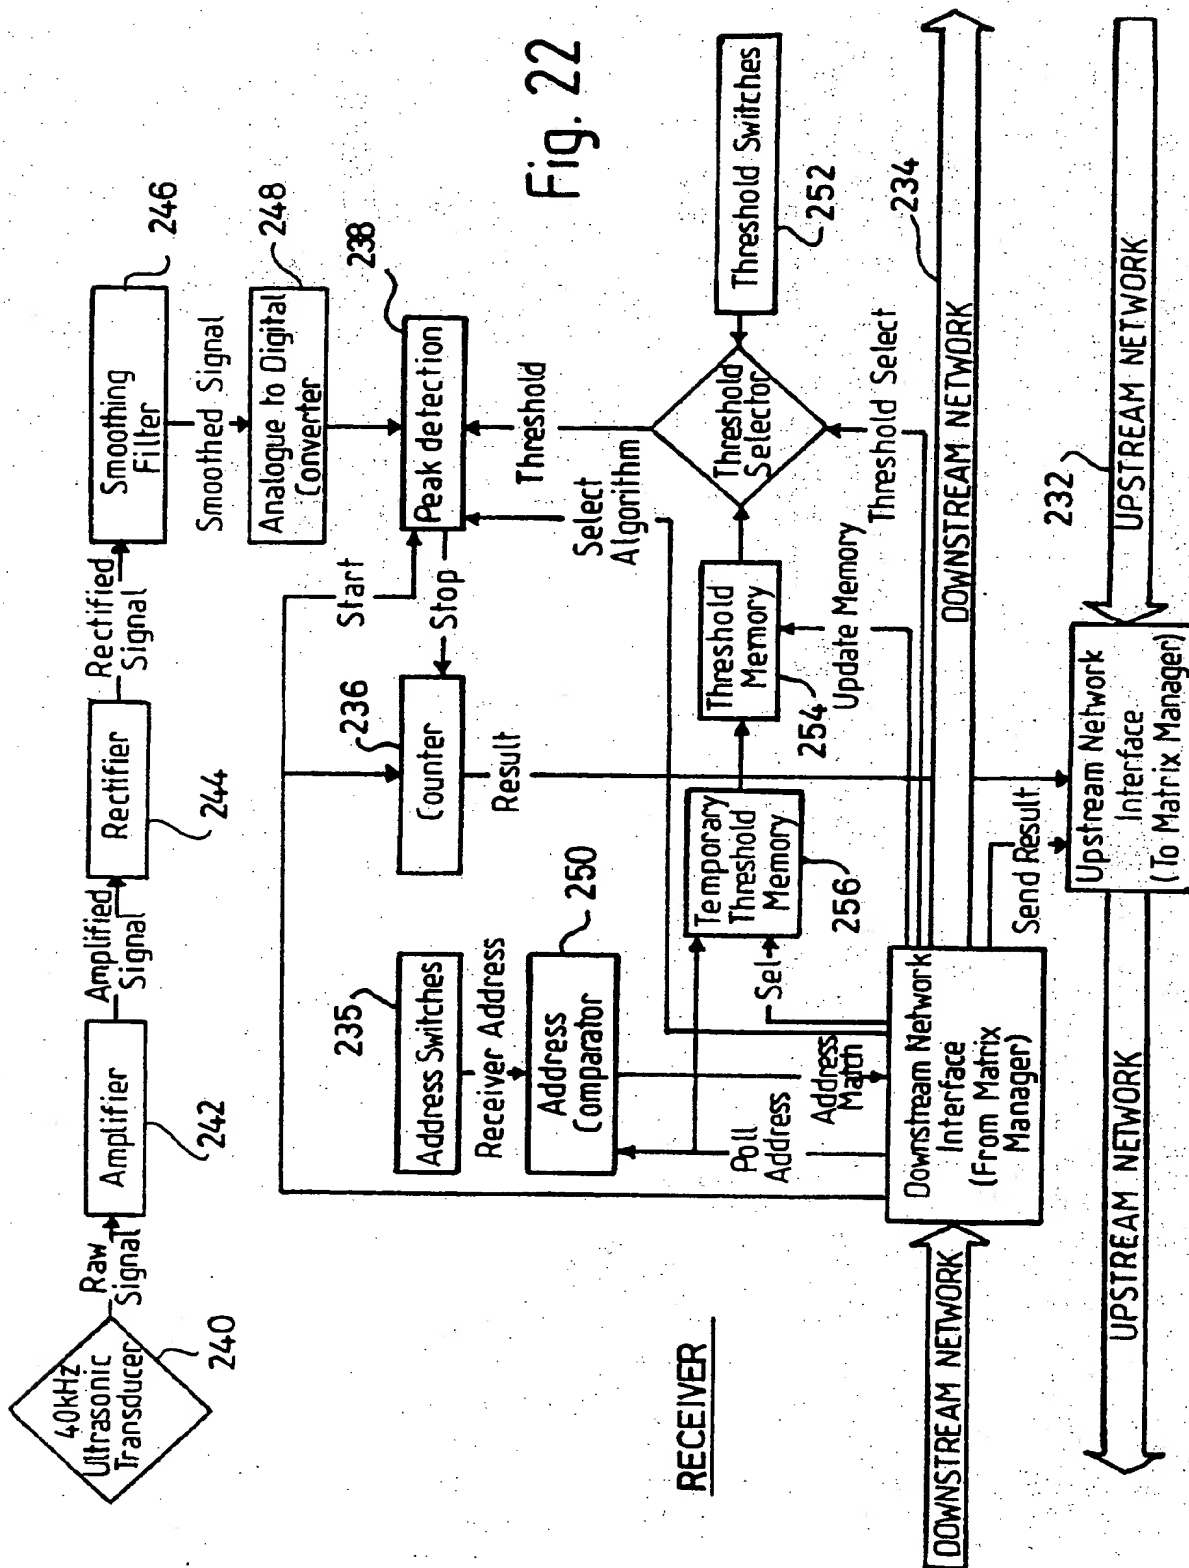 40kHz
Ultrasonic
Transducer
240
Raw
Signal
Amplifier
242
Amplified
Signal
Rectifier
244
Rectified
Signal
Smoothing
Filter
246
Smoothed Signal
Analogue to Digital
Converter
248
Start
Peak detection
238
Stop
Counter
236
Result
Threshold
Select
Algorithm
Fig. 22
Address Switches
235
Receiver Address
Address
Comparator
250
Poll
Address
Address
Match
Sel
Temporary
Threshold
Memory
256
Threshold
Memory
254
Update Memory
Threshold
Selector
Threshold Switches
252
Threshold Select
RECEIVER
DOWNSTREAM NETWORK
Downstream Network
Interface
(From Matrix
Manager)
DOWNSTREAM NETWORK
234
Send Result
UPSTREAM NETWORK
Upstream Network
Interface
(To Matrix Manager)
UPSTREAM NETWORK
232